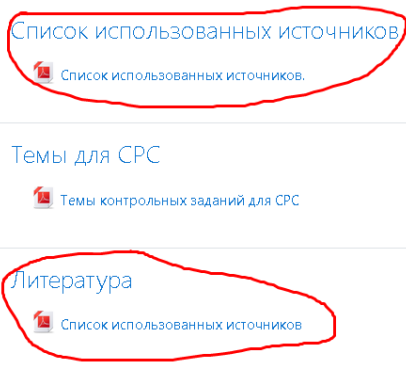 Список использованных источников
Список использованных источников.
Темы для СРС
Темы контрольных заданий для СРС
Литература
Список использованных источников